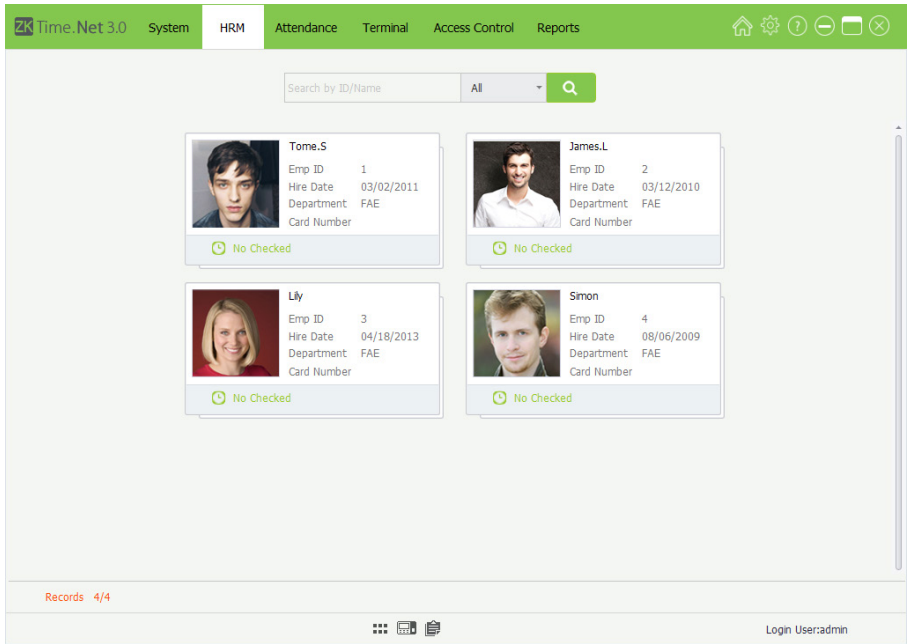 ZK Time.Net 3.0 System HRM Attendance Terminal Access Control Reports
Search by ID/Name All
Tome.S
Emp ID 1
Hire Date 03/02/2011
Department FAE
Card Number
No Checked
James.L
Emp ID 2
Hire Date 03/12/2010
Department FAE
Card Number
No Checked
Lily
Emp ID 3
Hire Date 04/18/2013
Department FAE
Card Number
No Checked
Simon
Emp ID 4
Hire Date 08/06/2009
Department FAE
Card Number
No Checked
Records 4/4
Login User:admin